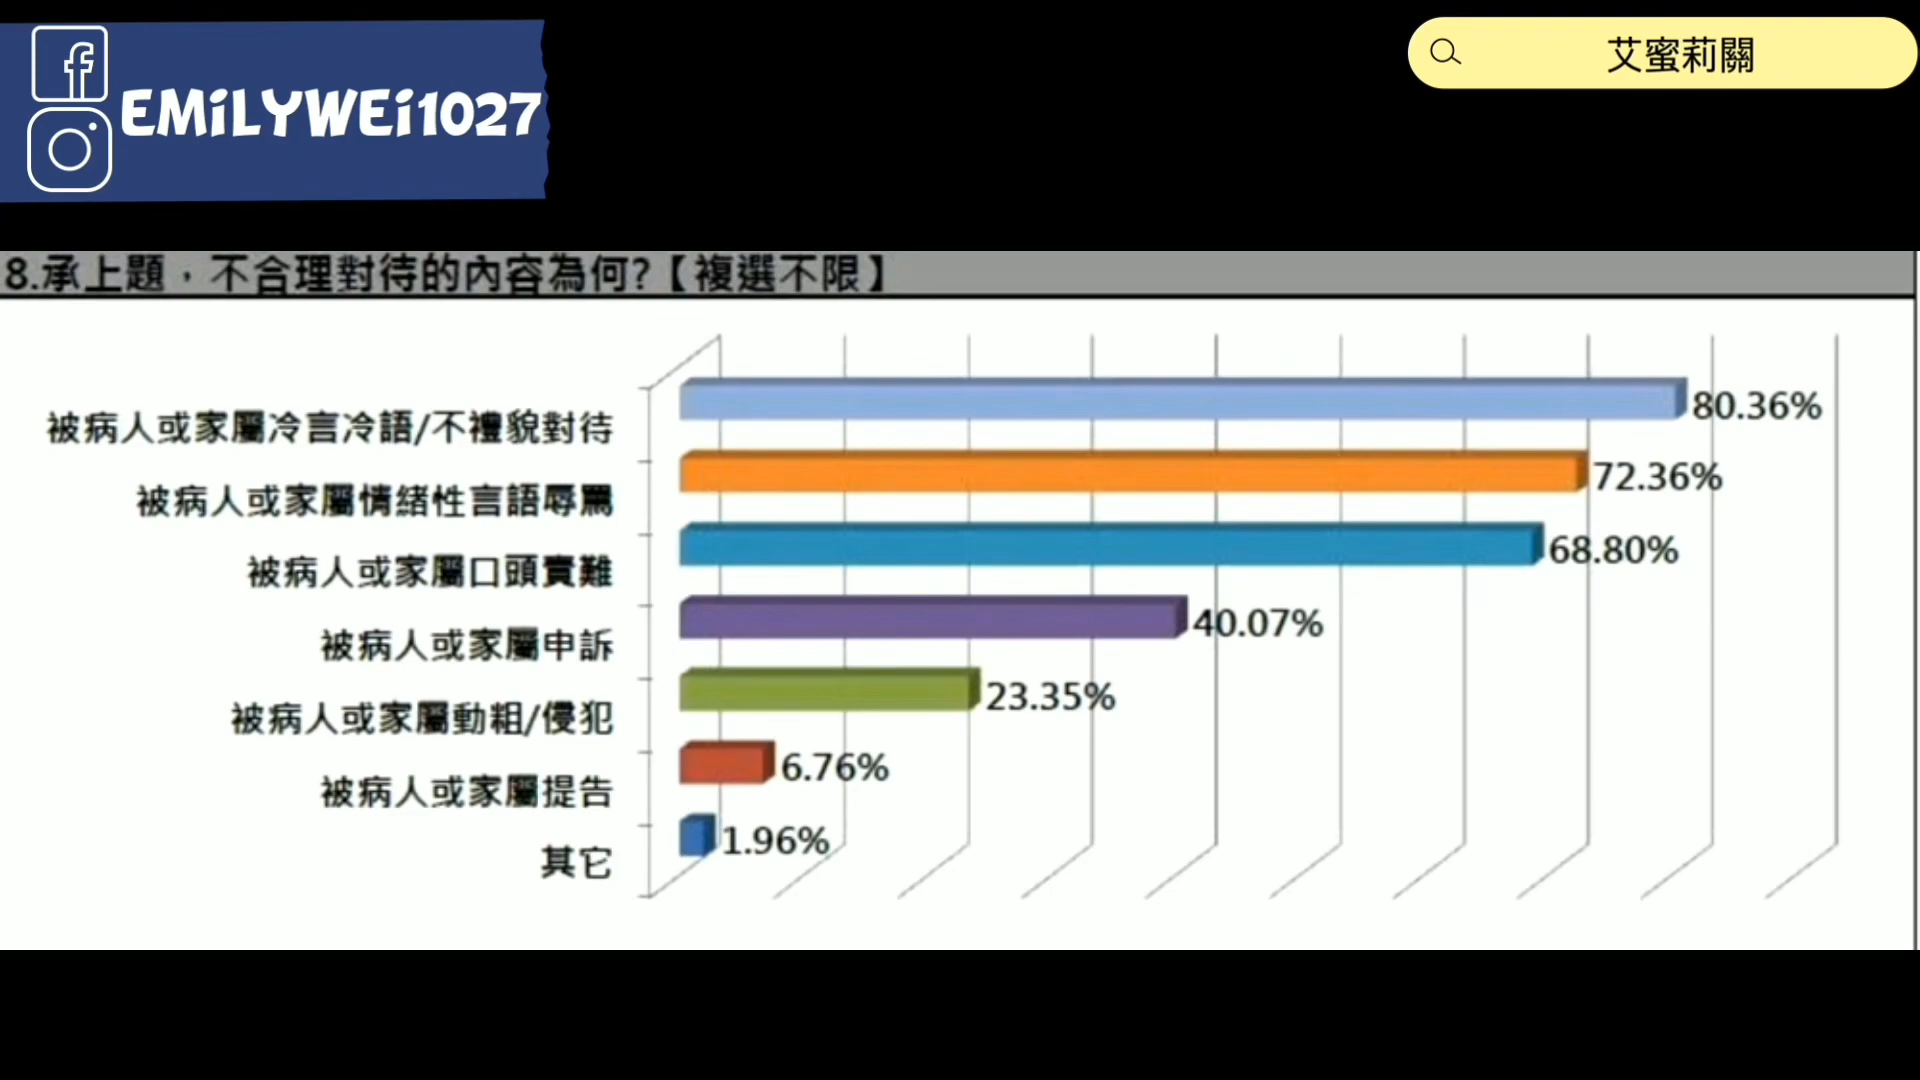 EMiLYWEi1027
艾蜜莉關
8.承上題，不合理對待的內容為何?【複選不限】
被病人或家屬冷言冷語/不禮貌對待
80.36%
被病人或家屬情緒性言語辱罵
72.36%
被病人或家屬口頭責難
68.80%
被病人或家屬申訴
40.07%
被病人或家屬動粗/侵犯
23.35%
被病人或家屬提告
6.76%
其它
1.96%